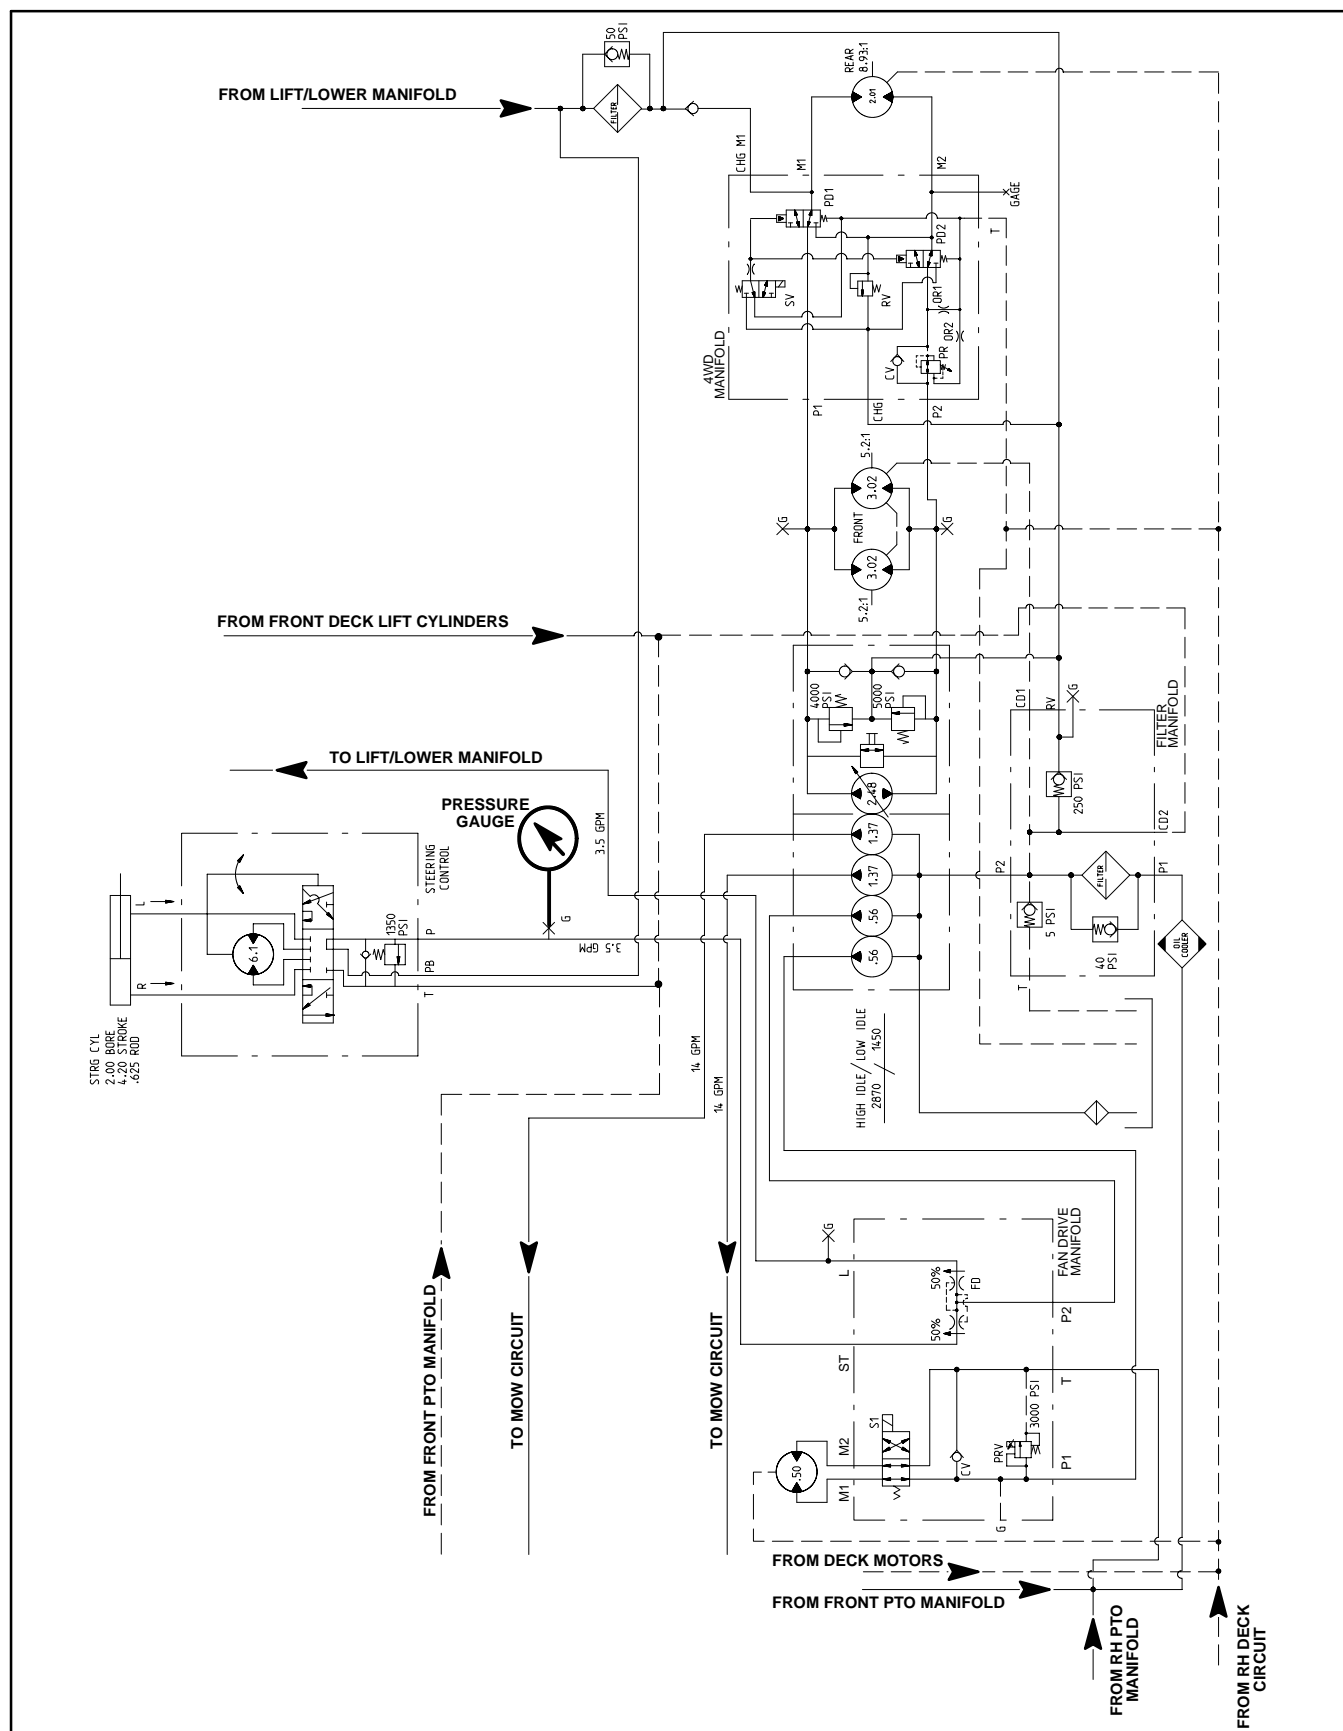 50
PSI
FROM LIFT/LOWER MANIFOLD
FILTER
REAR
8.93:1
2.01
CHG M1
M1
M2
GAGE
PD1
PD2
T
SV
RV
OR1
OR2
PR
CV
4WD
MANIFOLD
P1
CHG
P2
5.2:1
3.02
G
FRONT
G
3.02
5.2:1
FROM FRONT DECK LIFT CYLINDERS
4000
PSI
5000
PSI
CD1
RV
G
FILTER
MANIFOLD
TO LIFT/LOWER MANIFOLD
2.48
250 PSI
CD2
PRESSURE
GAUGE
3.5 GPM
1.37
1.37
.56
.56
P2
FILTER
P1
5 PSI
40
PSI
OIL
COOLER
T
STEERING
CONTROL
L
R
6.1
1350
PSI
P
PB
T
G
3.5 GPM
STRG CYL
2.00 BORE
4.20 STROKE
.625 ROD
14 GPM
14 GPM
HIGH IDLE/LOW IDLE
2870 / 1450
FROM FRONT PTO MANIFOLD
TO MOW CIRCUIT
TO MOW CIRCUIT
G
L
50%
FD
50%
FAN DRIVE
MANIFOLD
P2
ST
S1
M2
M1
.50
CV
PRV
3000 PSI
T
P1
G
FROM DECK MOTORS
FROM FRONT PTO MANIFOLD
FROM RH PTO
MANIFOLD
FROM RH DECK
CIRCUIT